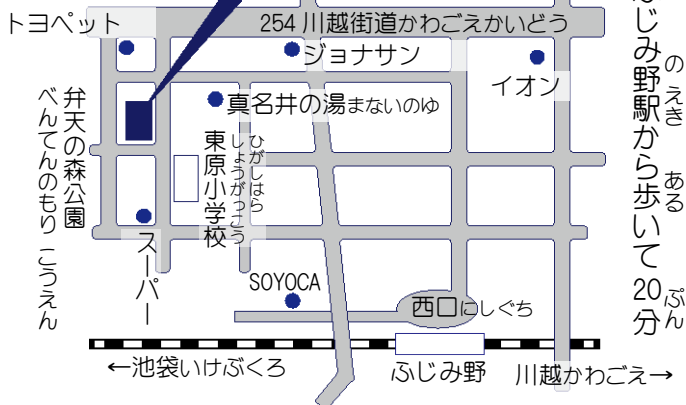 トヨペット
254 川越街道かわごえかいどう
ジョナサン
イオン
真名井の湯まないのゆ
弁天の森公園
べんてんのもり こうえん
東原小学校
ひがしはら
しょうがっこう
スーパー
SOYOCA
西口にしぐち
←池袋いけぶくろ
ふじみ野
川越かわごえ→
じみ野駅から歩いて20分
のえき ある ぷん